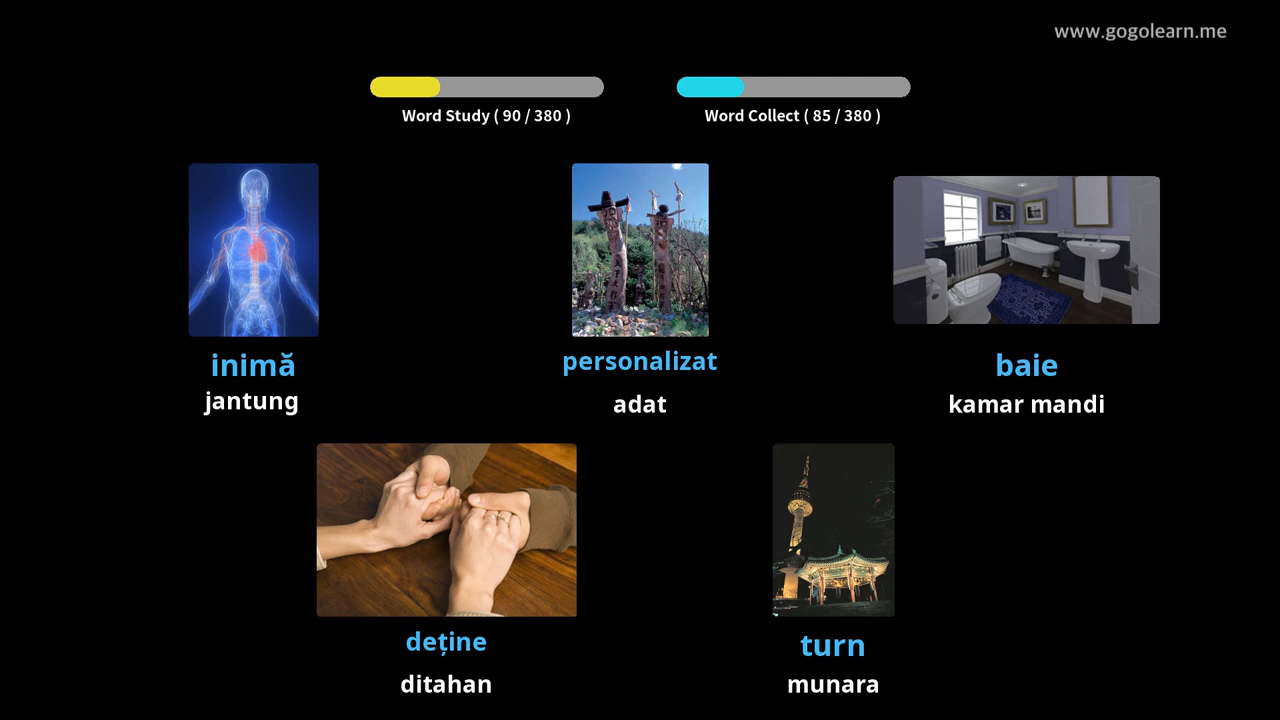 www.gogolearn.me
Word Study ( 90 / 380 )
Word Collect ( 85 / 380 )
inimă
jantung
personalizat
adat
baie
kamar mandi
deține
ditahan
turn
munara